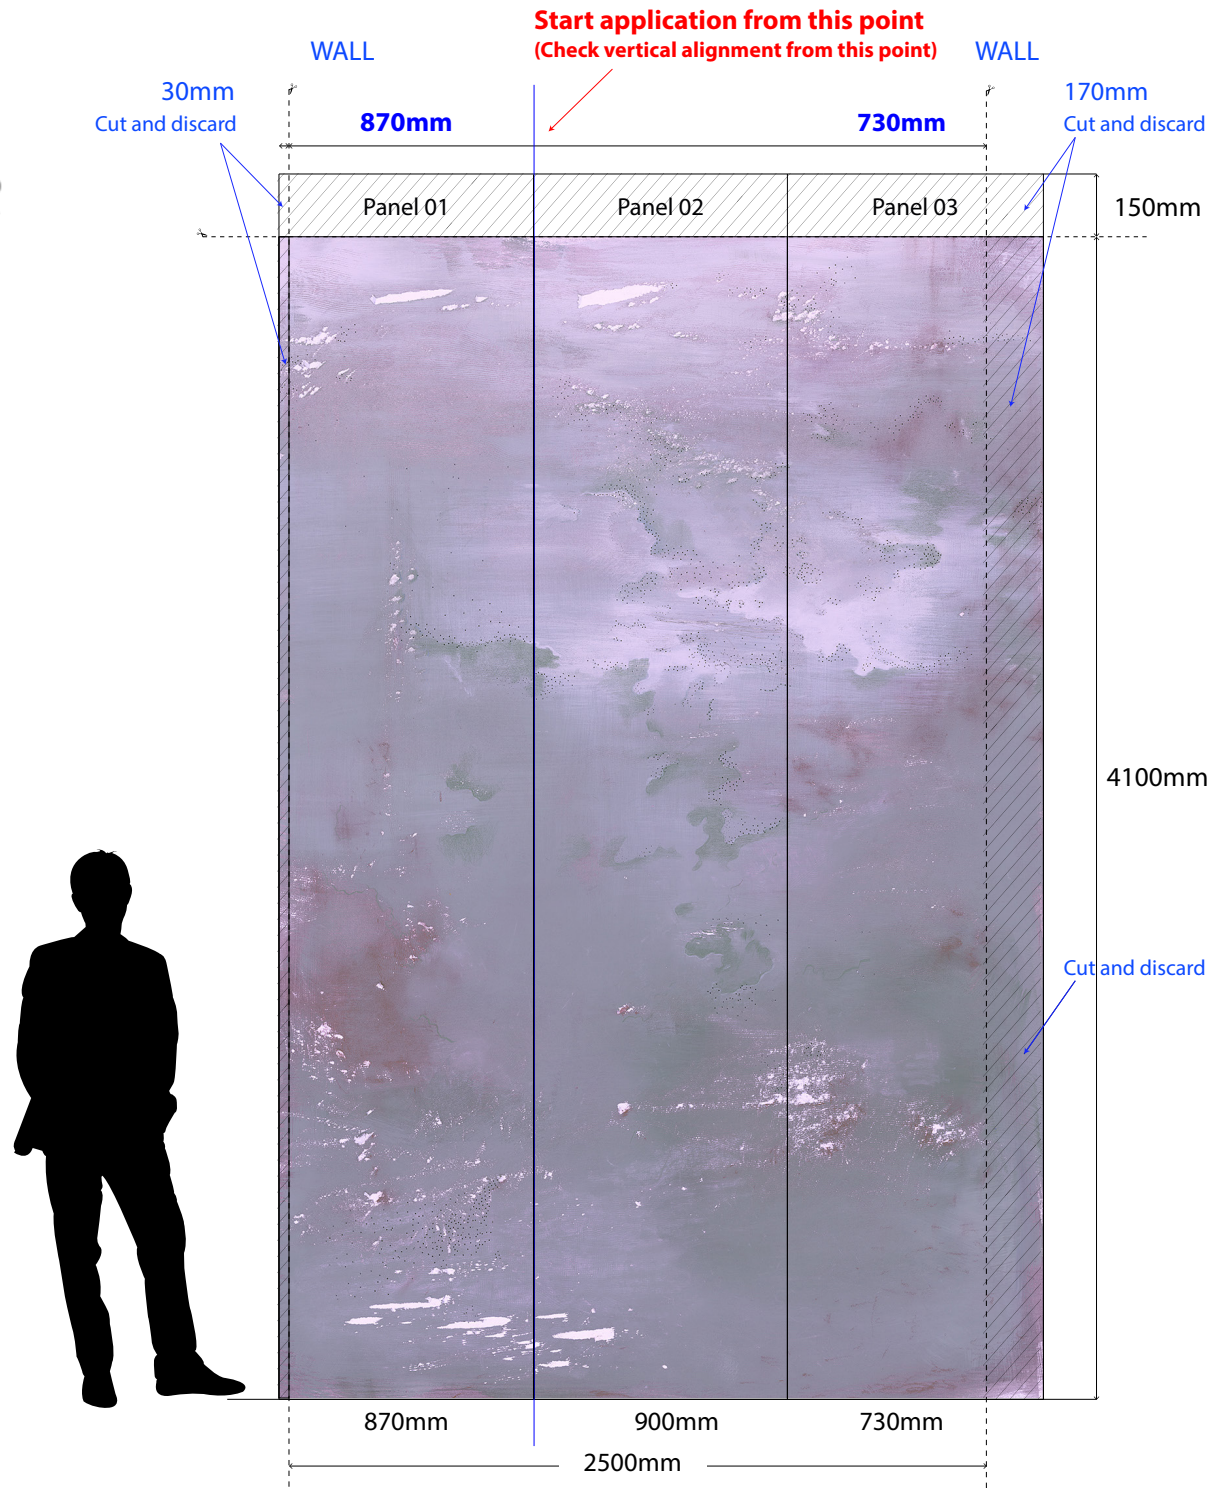 Start application from this point
(Check vertical alignment from this point)
WALL
WALL
30mm
Cut and discard
870mm
730mm
170mm
Cut and discard
Panel 01
Panel 02
Panel 03
150mm
4100mm
Cut and discard
870mm
900mm
730mm
2500mm